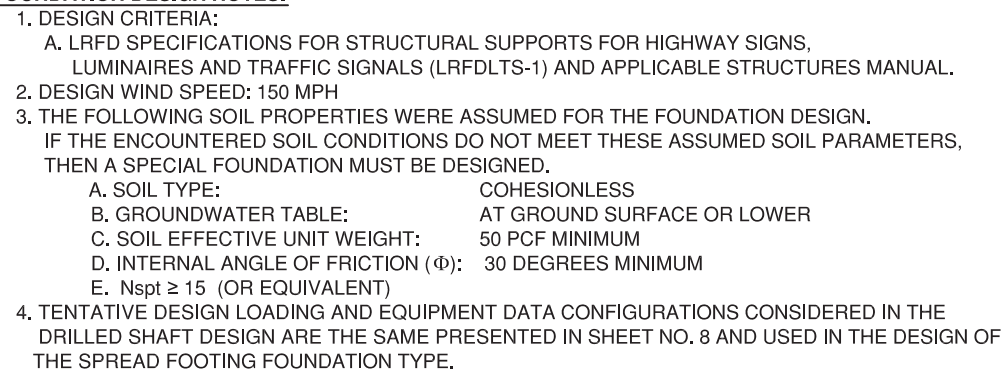 1. DESIGN CRITERIA:
A. LRFD SPECIFICATIONS FOR STRUCTURAL SUPPORTS FOR HIGHWAY SIGNS,
LUMINAIRES AND TRAFFIC SIGNALS (LRFDLTS-1) AND APPLICABLE STRUCTURES MANUAL.
2. DESIGN WIND SPEED: 150 MPH
3. THE FOLLOWING SOIL PROPERTIES WERE ASSUMED FOR THE FOUNDATION DESIGN.
IF THE ENCOUNTERED SOIL CONDITIONS DO NOT MEET THESE ASSUMED SOIL PARAMETERS,
THEN A SPECIAL FOUNDATION MUST BE DESIGNED.
A. SOIL TYPE: COHESIONLESS
B. GROUNDWATER TABLE: AT GROUND SURFACE OR LOWER
C. SOIL EFFECTIVE UNIT WEIGHT: 50 PCF MINIMUM
D. INTERNAL ANGLE OF FRICTION (Φ): 30 DEGREES MINIMUM
E. Nspt ≥ 15 (OR EQUIVALENT)
4. TENTATIVE DESIGN LOADING AND EQUIPMENT DATA CONFIGURATIONS CONSIDERED IN THE
DRILLED SHAFT DESIGN ARE THE SAME PRESENTED IN SHEET NO. 8 AND USED IN THE DESIGN OF
THE SPREAD FOOTING FOUNDATION TYPE.